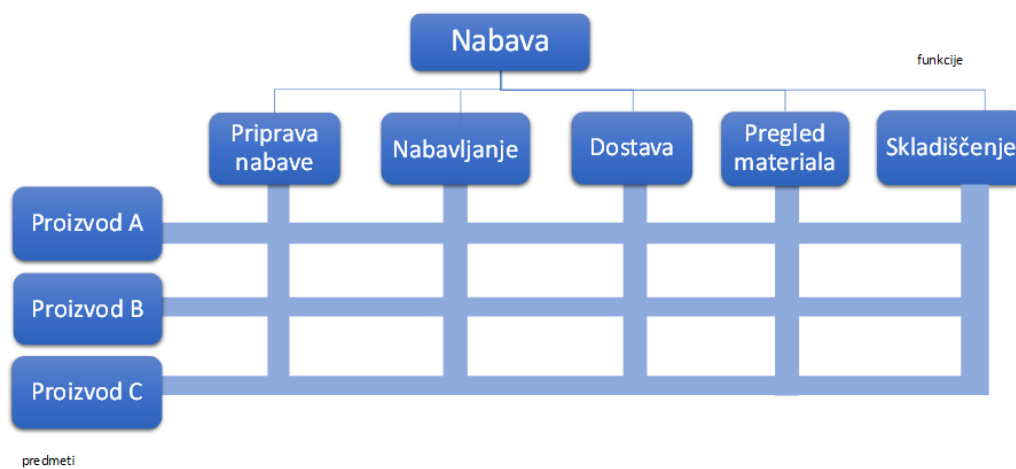 Nabava
funkcije
Priprava
nabave
Nabavljanje
Dostava
Pregled
materiala
Skladiščenje
Proizvod A
Proizvod B
Proizvod C
predmeti